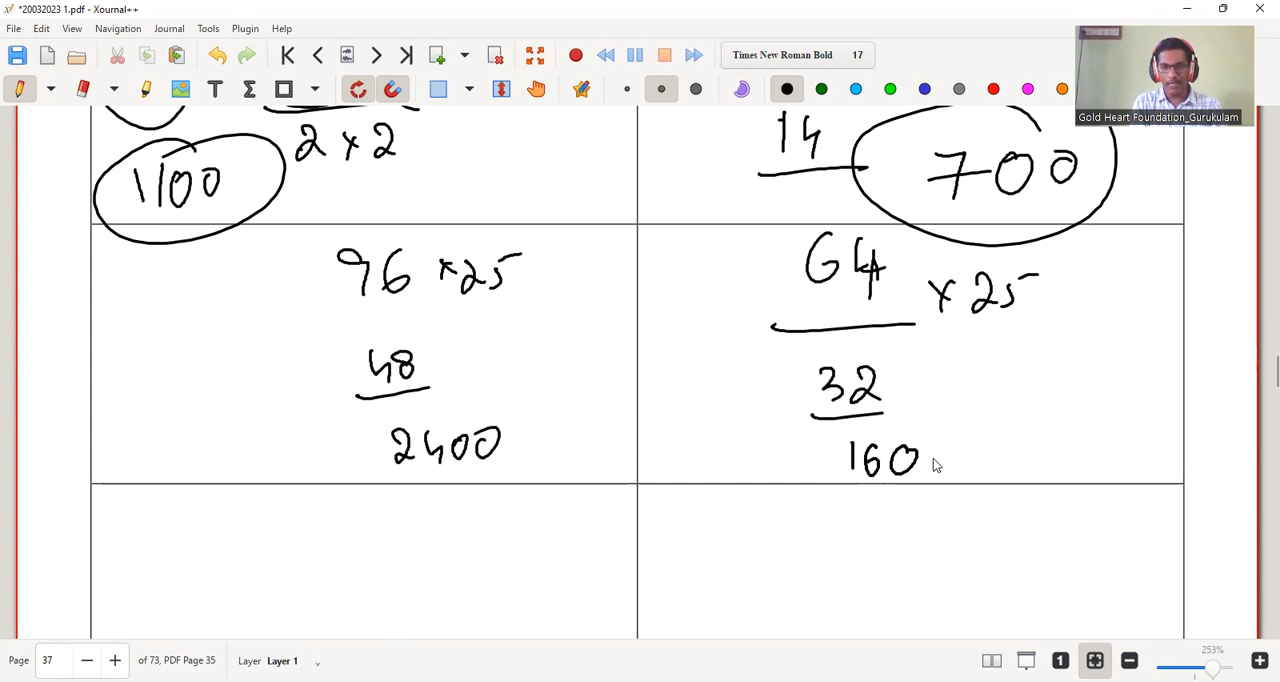 *20032023 1.pdf - Xournal++
File Edit View Navigation Journal Tools Plugin Help
Times New Roman Bold 17
Gold Heart Foundation_Gurukulam
2 × 2
1100
14
700
96 × 25
48
2400
64 × 25
32
160
Page 37 of 73, PDF Page 35 Layer Layer 1
253%